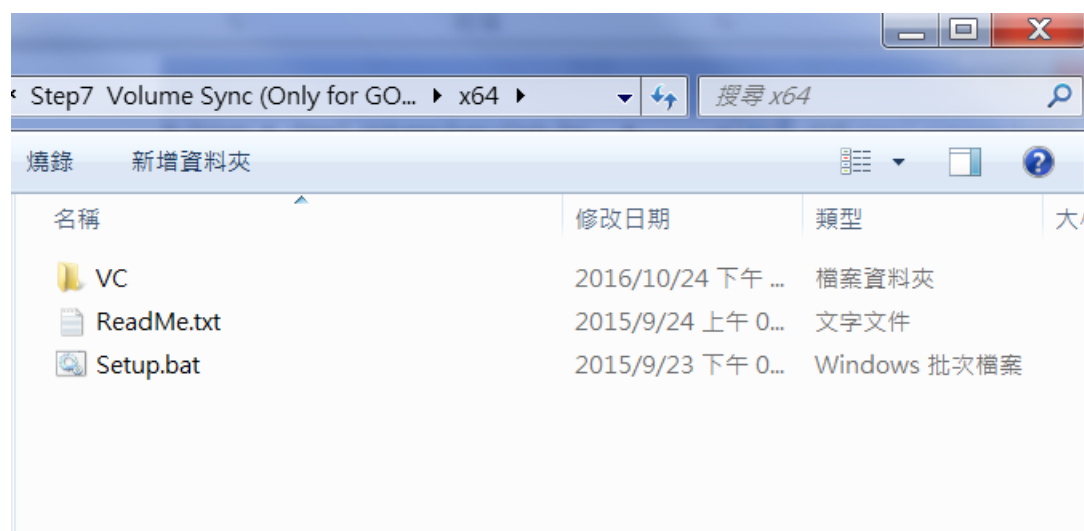 Step7 Volume Sync (Only for GO... x64 搜尋 x64
燒錄 新增資料夾
名稱 修改日期 類型
VC 2016/10/24 下午 ... 檔案資料夾
ReadMe.txt 2015/9/24 上午 0... 文字文件
Setup.bat 2015/9/23 下午 0... Windows 批次檔案